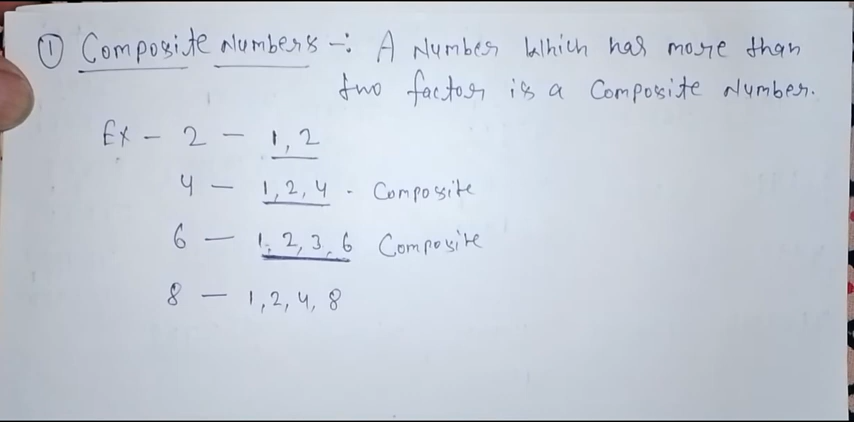 ① Composite Numbers -: A Number Which has more than
two factor is a Composite Number.
Ex - 2 - 1, 2
4 - 1, 2, 4 - Composite
6 - 1, 2, 3, 6 Composite
8 - 1, 2, 4, 8